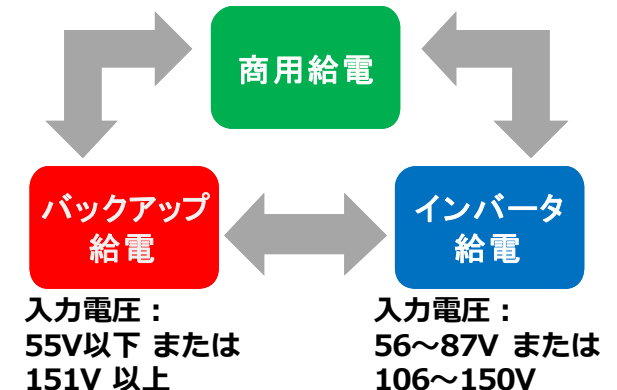 商用給電
バックアップ
給電
インバータ
給電
入力電圧：
55V以下 または
151V 以上
入力電圧：
56～87V または
106～150V